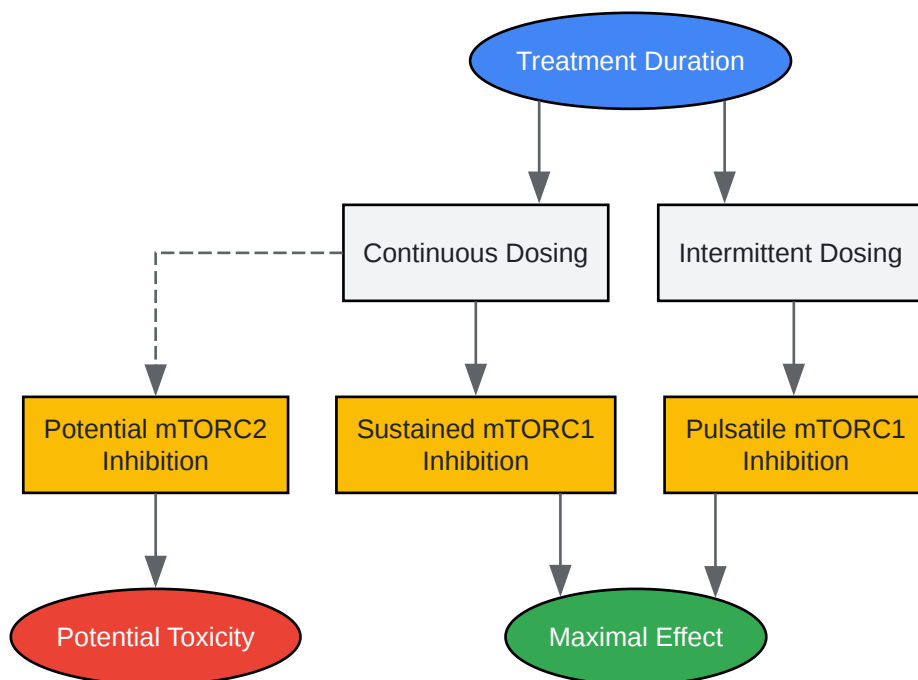 Treatment Duration
Continuous Dosing
Intermittent Dosing
Potential mTORC2
Inhibition
Sustained mTORC1
Inhibition
Pulsatile mTORC1
Inhibition
Potential Toxicity
Maximal Effect